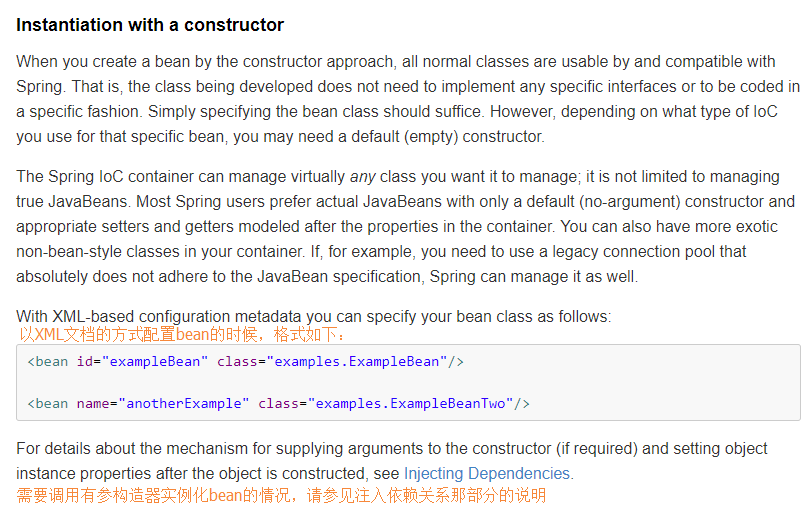 Instantiation with a constructor
When you create a bean by the constructor approach, all normal classes are usable by and compatible with
Spring. That is, the class being developed does not need to implement any specific interfaces or to be coded in
a specific fashion. Simply specifying the bean class should suffice. However, depending on what type of IoC
you use for that specific bean, you may need a default (empty) constructor.
The Spring IoC container can manage virtually any class you want it to manage; it is not limited to managing
true JavaBeans. Most Spring users prefer actual JavaBeans with only a default (no-argument) constructor and
appropriate setters and getters modeled after the properties in the container. You can also have more exotic
non-bean-style classes in your container. If, for example, you need to use a legacy connection pool that
absolutely does not adhere to the JavaBean specification, Spring can manage it as well.
With XML-based configuration metadata you can specify your bean class as follows:
以XML文档的方式配置bean的时候，格式如下：
<bean id="exampleBean" class="examples.ExampleBean"/>
<bean name="anotherExample" class="examples.ExampleBeanTwo"/>
For details about the mechanism for supplying arguments to the constructor (if required) and setting object
instance properties after the object is constructed, see Injecting Dependencies.
需要调用有参构造器实例化bean的情况，请参见注入依赖关系那部分的说明